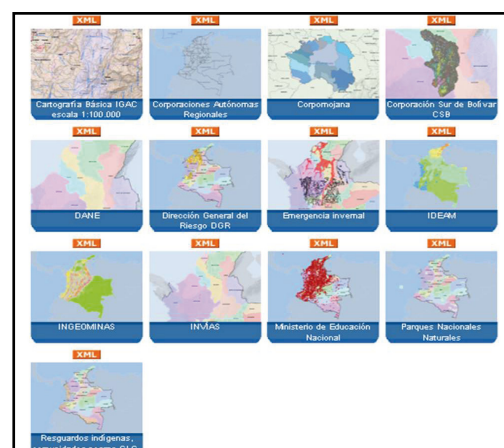 XML XML XML XML
Cartografía Básica IGAC
escala 1:100.000
Corporaciones Autónomas
Regionales
Corpomojana
Corporación Sur de Bolívar
CSB
XML XML XML XML
DANE
Dirección General del
Riesgo DGR
Emergencia invernal
IDEAM
XML XML XML XML
INGEOMINAS
INVIAS
Ministerio de Educación
Nacional
Parques Nacionales
Naturales
XML
Resguardos indígenas,